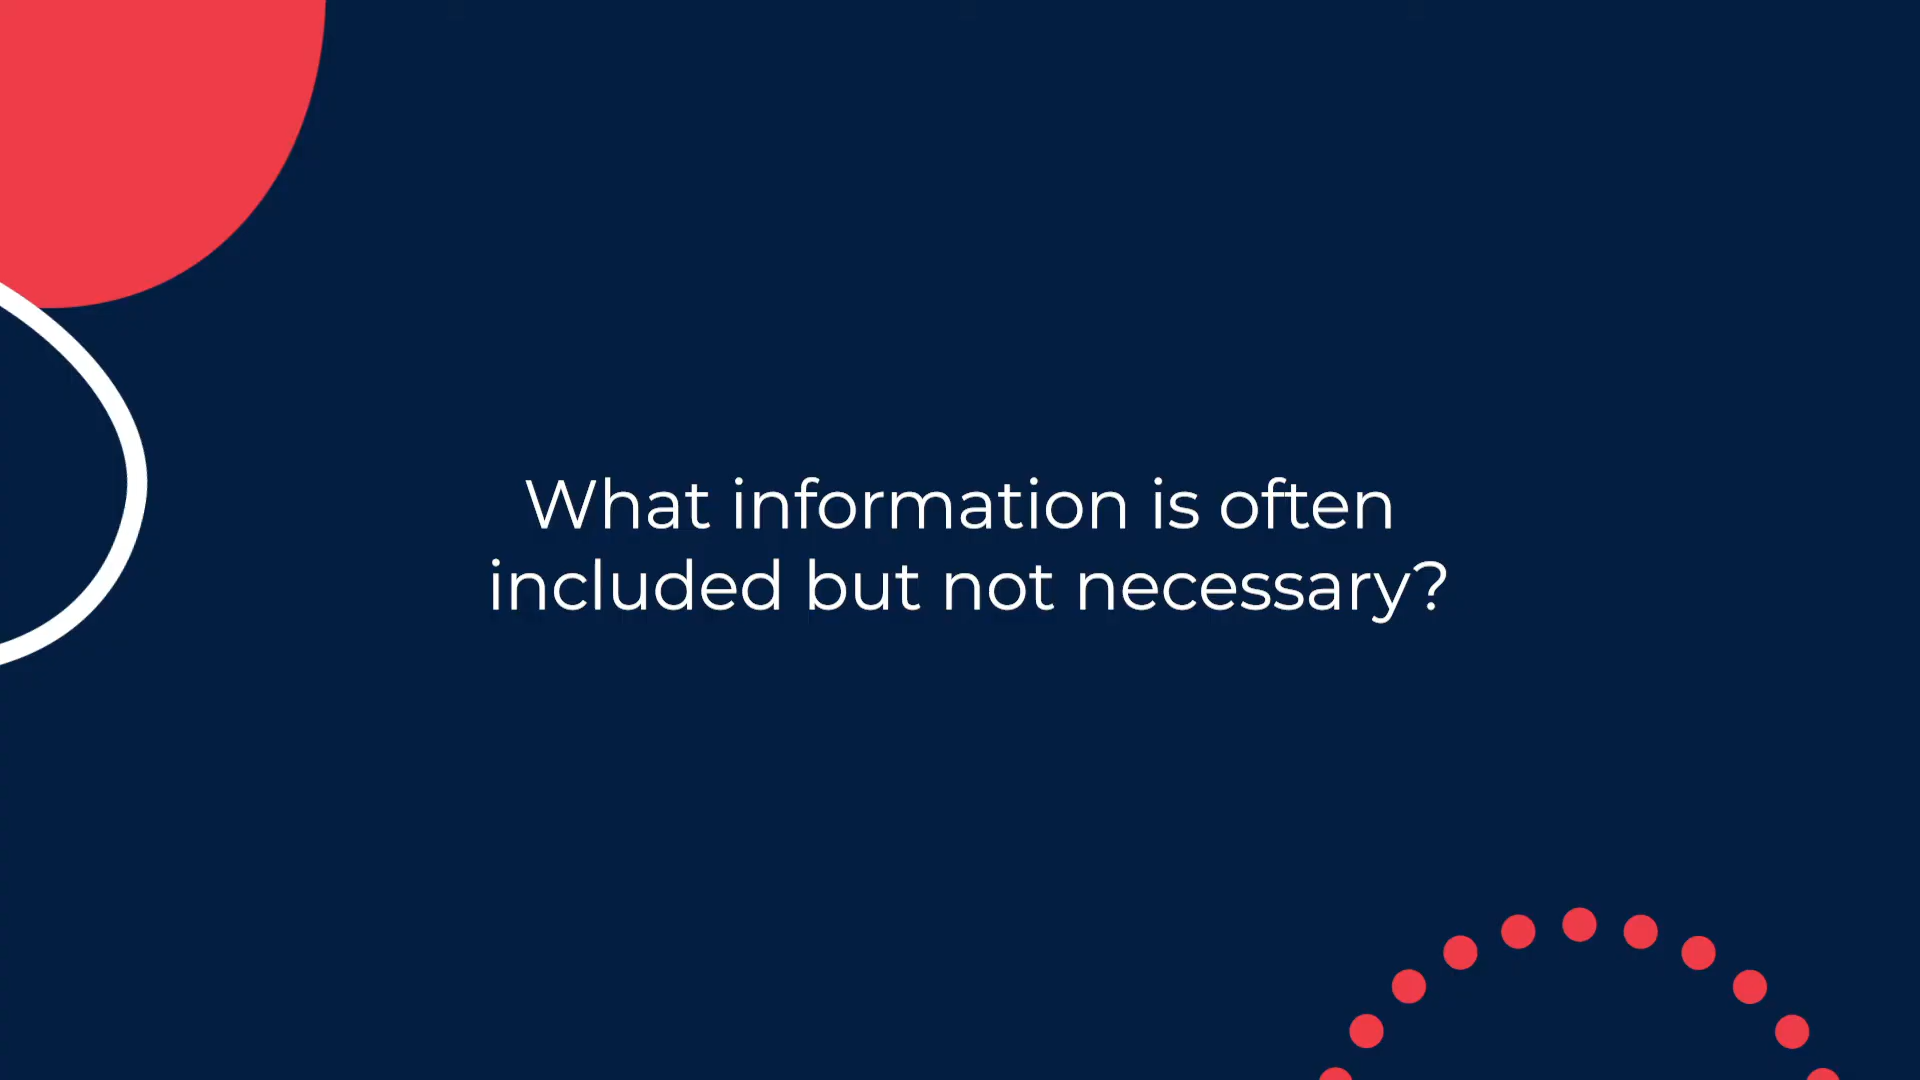 What information is often
included but not necessary?